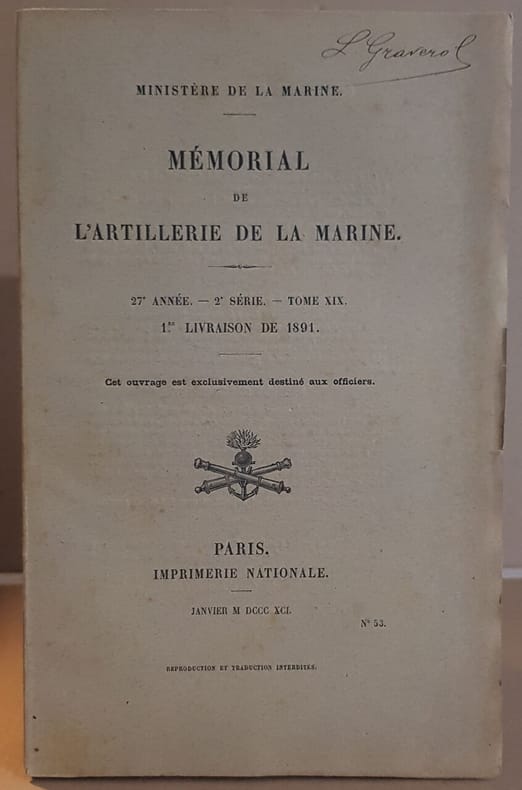 L Graverol
MINISTÈRE DE LA MARINE.
MÉMORIAL
DE
L'ARTILLERIE DE LA MARINE.
27e ANNÉE. — 2e SÉRIE. — TOME XIX.
1re LIVRAISON DE 1891.
Cet ouvrage est exclusivement destiné aux officiers.
PARIS.
IMPRIMERIE NATIONALE.
JANVIER M DCCC XCI.
N° 53.
REPRODUCTION ET TRADUCTION INTERDITES.